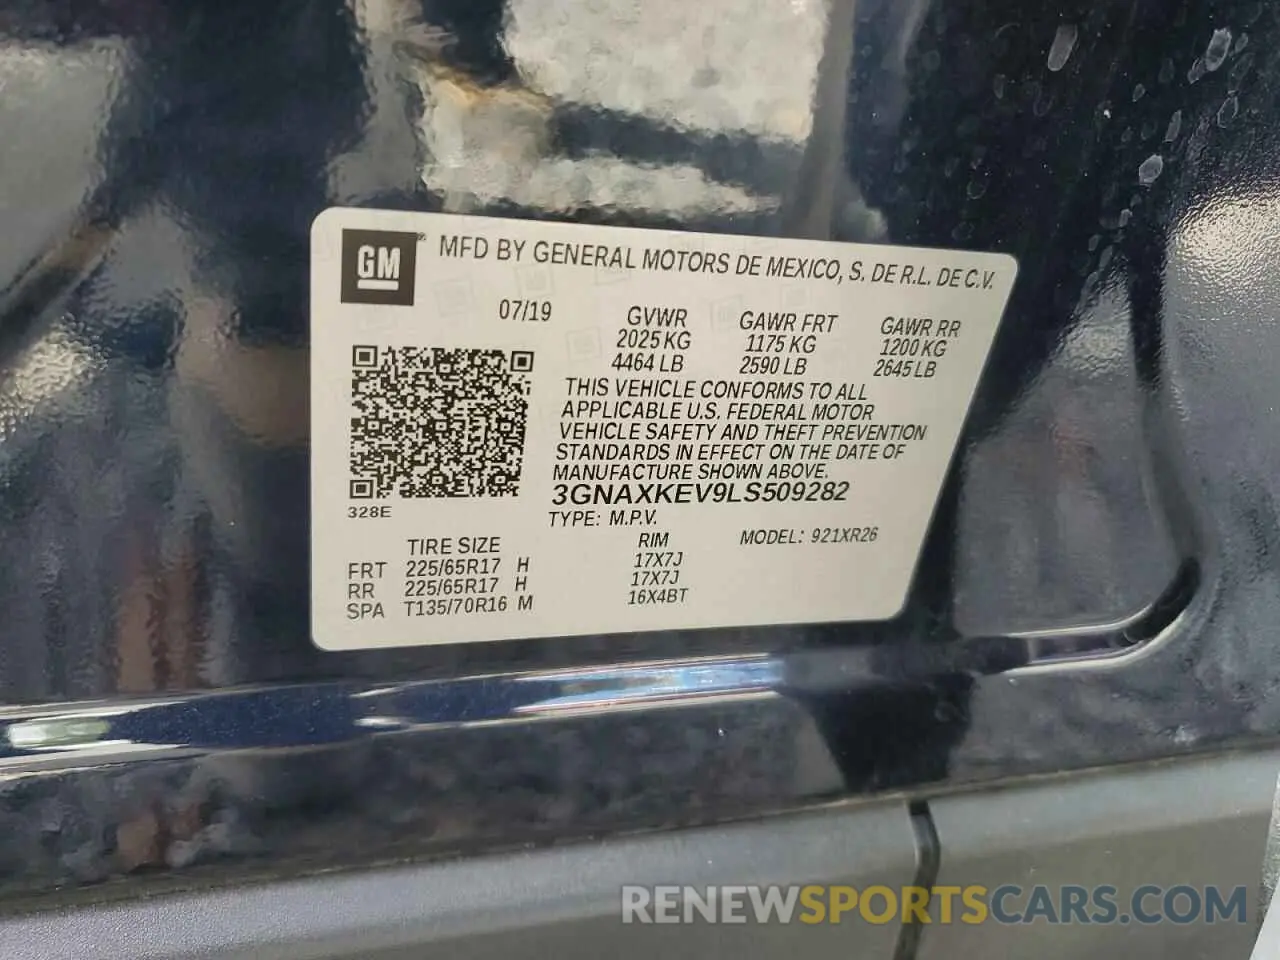 GM® MFD BY GENERAL MOTORS DE MEXICO, S. DE R.L. DE C.V.
07/19
GVWR
2025 KG
4464 LB
GAWR FRT
1175 KG
2590 LB
GAWR RR
1200 KG
2645 LB
THIS VEHICLE CONFORMS TO ALL
APPLICABLE U.S. FEDERAL MOTOR
VEHICLE SAFETY AND THEFT PREVENTION
STANDARDS IN EFFECT ON THE DATE OF
MANUFACTURE SHOWN ABOVE.
3GNAXKEV9LS509282
328E
TYPE: M.P.V.
MODEL: 921XR26
TIRE SIZE RIM
FRT 225/65R17 H 17X7J
RR 225/65R17 H 17X7J
SPA T135/70R16 M 16X4BT
RENEWSPORTSCARS.COM